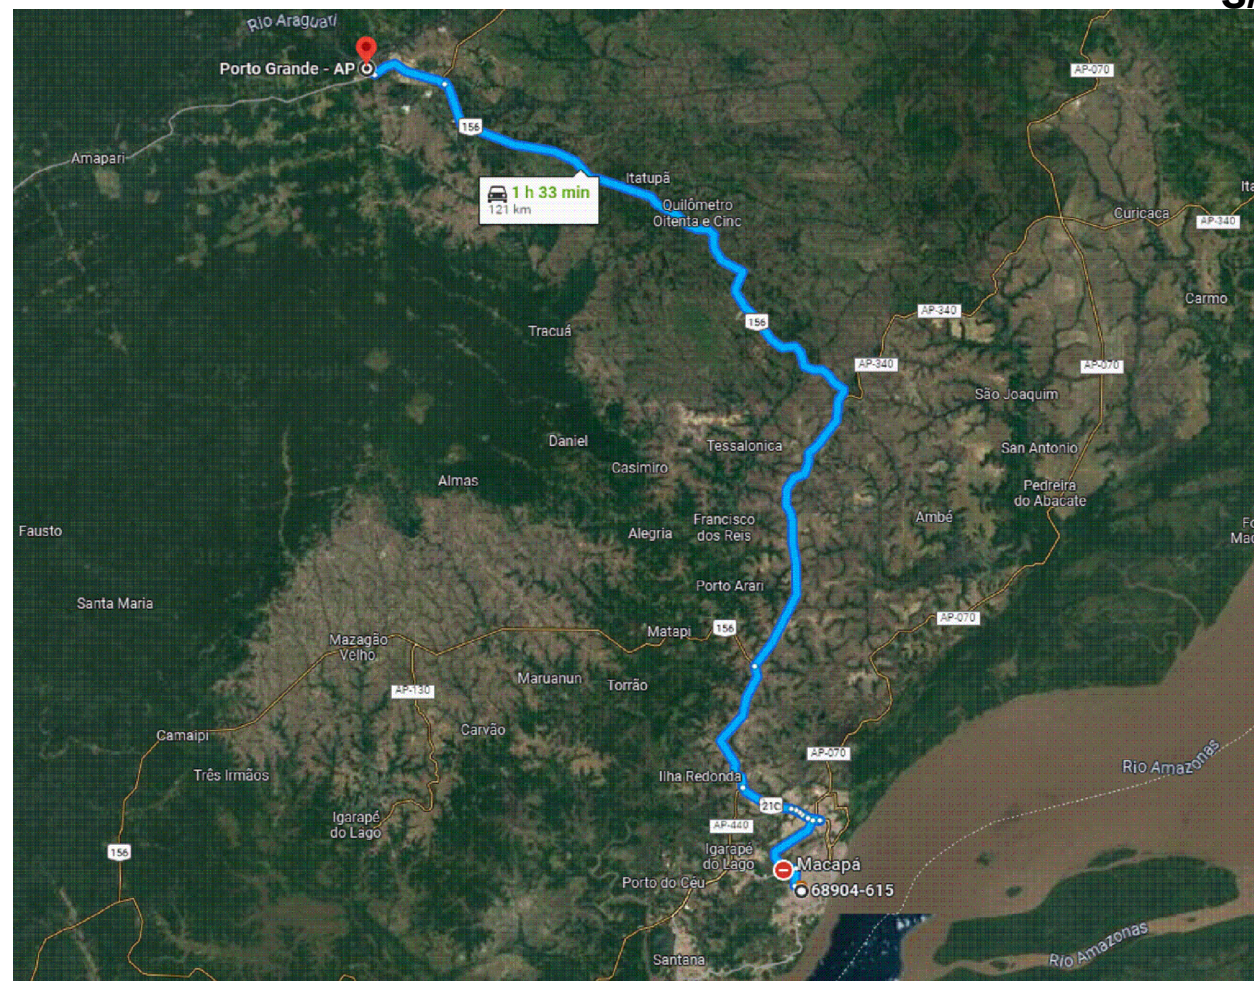 Rio Araguari
Porto Grande - AP
AP-070
156
Amapari
1 h 33 min
121 km
Itatupã
Quilômetro
Oitenta e Cinc
Curicaca
AP-340
Carmo
AP-340
156
Tracuá
AP-340
AP-070
São Joaquim
Daniel
Casimiro
Tessalonica
San Antonio
Almas
Pedreira
do Abacate
Fausto
Alegria
Francisco
dos Reis
Ambé
Santa Maria
Porto Arari
AP-070
Mazagão
Velho
Matapi
156
AP-130
Maruanun
Torrão
Camaipi
Carvão
AP-070
Três Irmãos
Ilha Redonda
Rio Amazonas
210
Igarapé
do Lago
AP-440
156
Igarapé
do Lago
Macapá
Porto do Céu
68904-615
Santana
Rio Amazonas